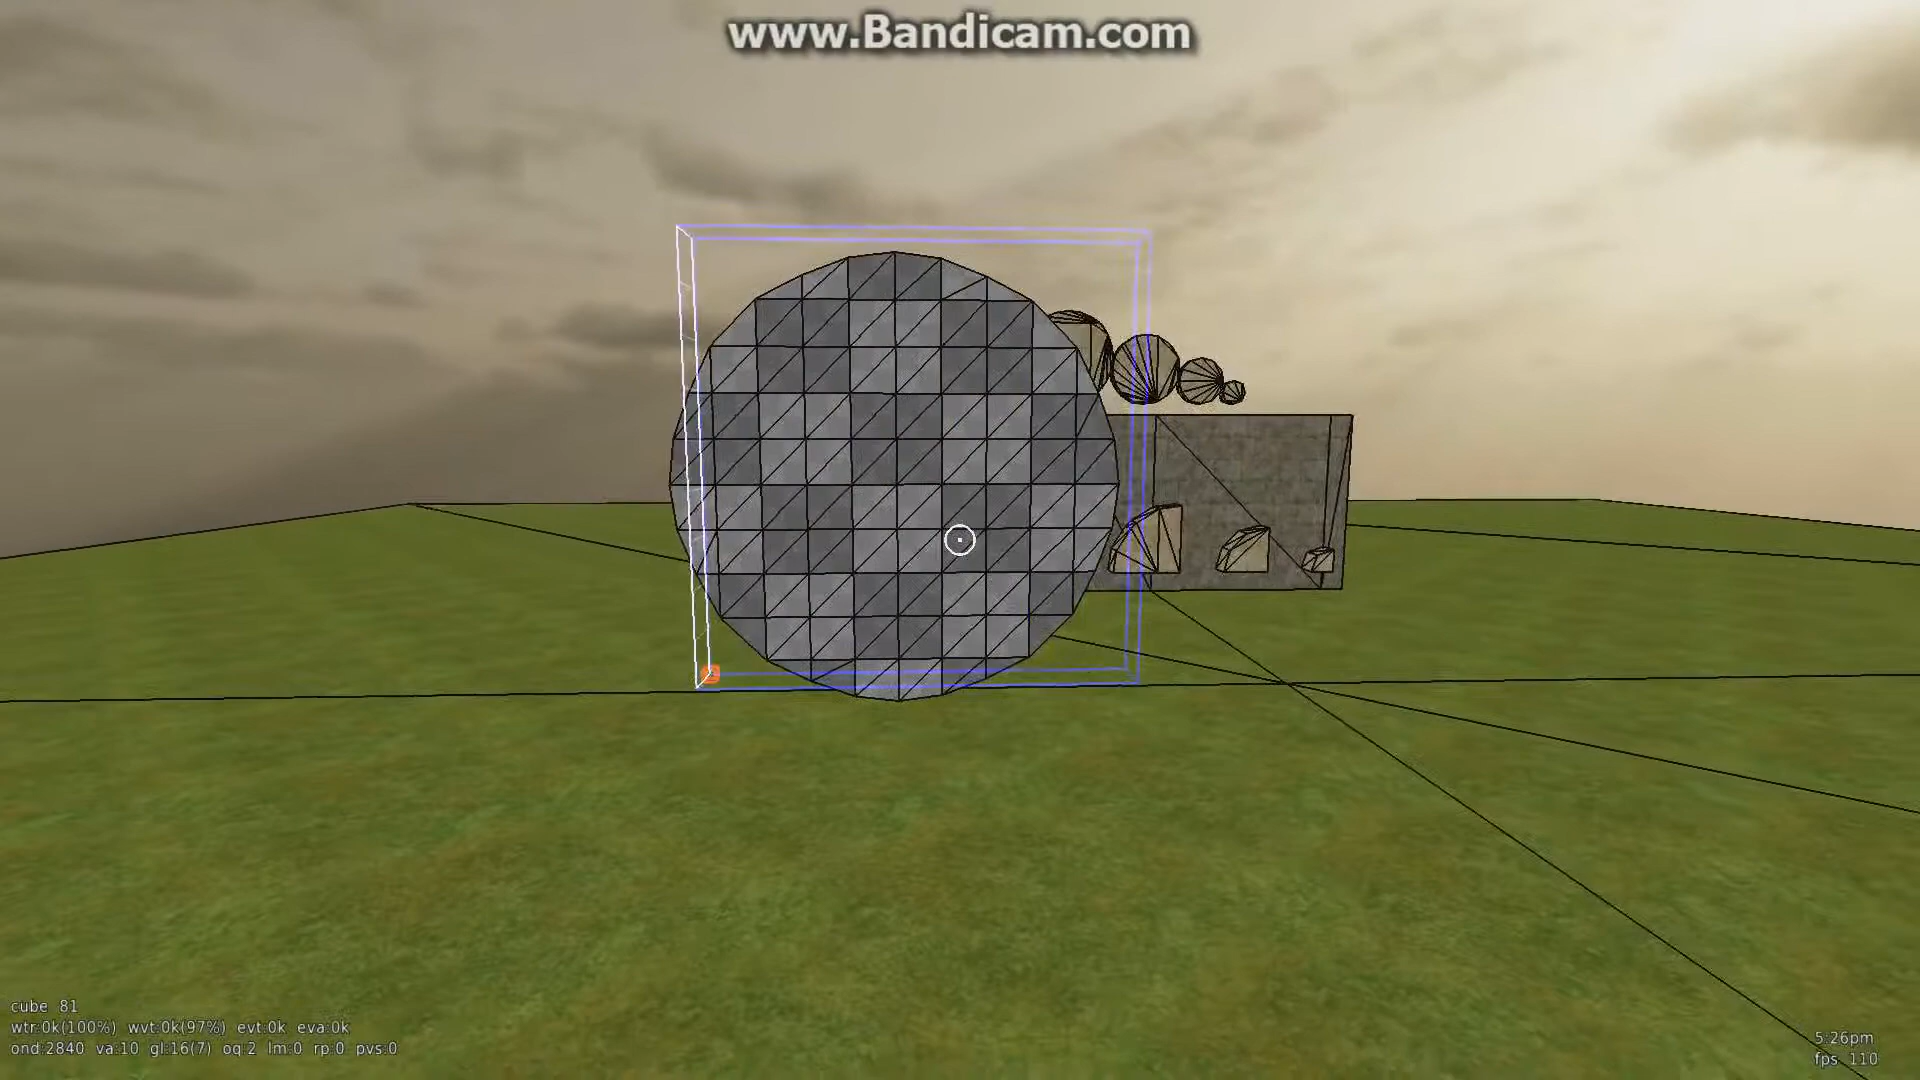 www.Bandicam.com
cube 81
wtr:0k(100%) wvt:0k(97%) evt:0k eva:0k
ond:2840 va:10 gl:16(7) oq:2 lm:0 rp:0 pvs:0
5:26pm
fps 110